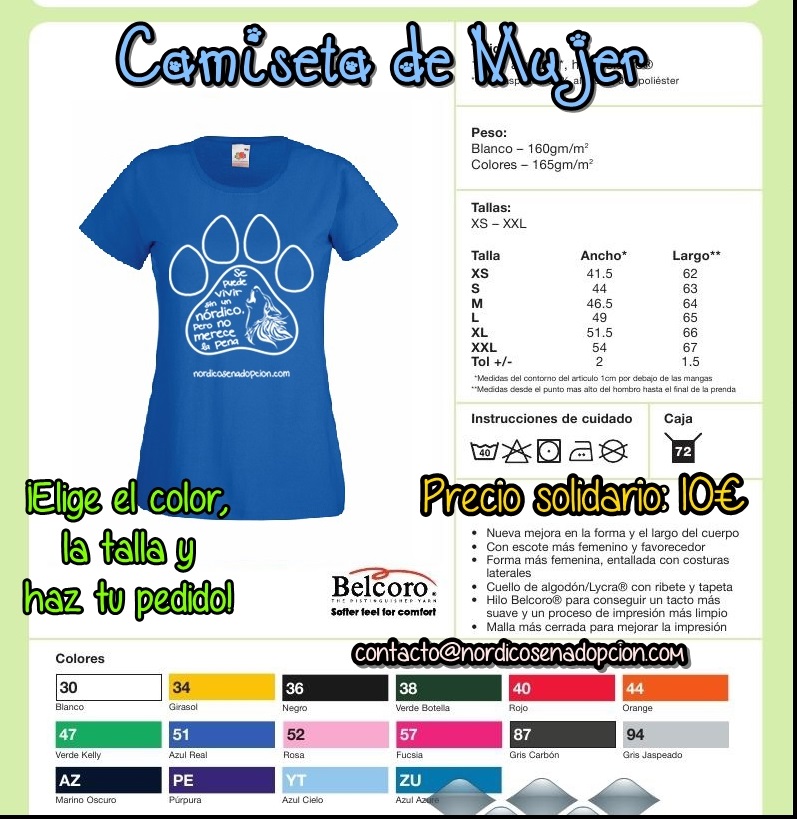 Camiseta de Mujer
poliéster
Peso:
Blanco – 160gm/m²
Colores – 165gm/m²
Tallas:
XS – XXL
Talla Ancho* Largo**
XS 41.5 62
S 44 63
M 46.5 64
L 49 65
XL 51.5 66
XXL 54 67
Tol +/- 2 1.5
*Medidas del contorno del articulo 1cm por debajo de las mangas
**Medidas desde el punto mas alto del hombro hasta el final de la prenda
Se
puede
vivir
sin un
nórdico.
Pero no
merece
la pena
nordicosenadopcion.com
Instrucciones de cuidado
40
Caja
72
¡Elige el color,
la talla y
haz tu pedido!
Precio solidario: 10€
Belcoro®
THE DISTINGUISHED YARN
Softer feel for comfort
• Nueva mejora en la forma y el largo del cuerpo
• Con escote más femenino y favorecedor
• Forma más femenina, entallada con costuras
laterales
• Cuello de algodón/Lycra® con ribete y tapeta
• Hilo Belcoro® para conseguir un tacto más
suave y un proceso de impresión más limpio
• Malla más cerrada para mejorar la impresión
contacto@nordicosenadopcion.com
Colores
30 34 36 38 40 44
Blanco Girasol Negro Verde Botella Rojo Orange
47 51 52 57 87 94
Verde Kelly Azul Real Rosa Fucsia Gris Carbón Gris Jaspeado
AZ PE YT ZU
Marino Oscuro Púrpura Azul Cielo Azul Azure